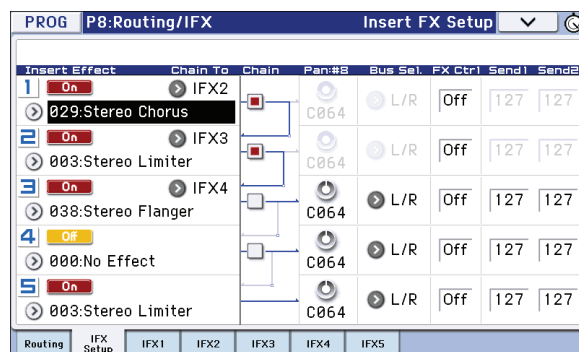 PROG P8:Routing/IFX Insert FX Setup
Insert Effect Chain To Chain Pan:#8 Bus Sel. FX Ctrl Send1 Send2
1 On IFX2
029:Stereo Chorus C064 L/R Off 127 127
2 On IFX3
003:Stereo Limiter C064 L/R Off 127 127
3 On IFX4
038:Stereo Flanger C064 L/R Off 127 127
4 Off
000:No Effect C064 L/R Off 127 127
5 On
003:Stereo Limiter C064 L/R Off 127 127
Routing IFX Setup IFX1 IFX2 IFX3 IFX4 IFX5